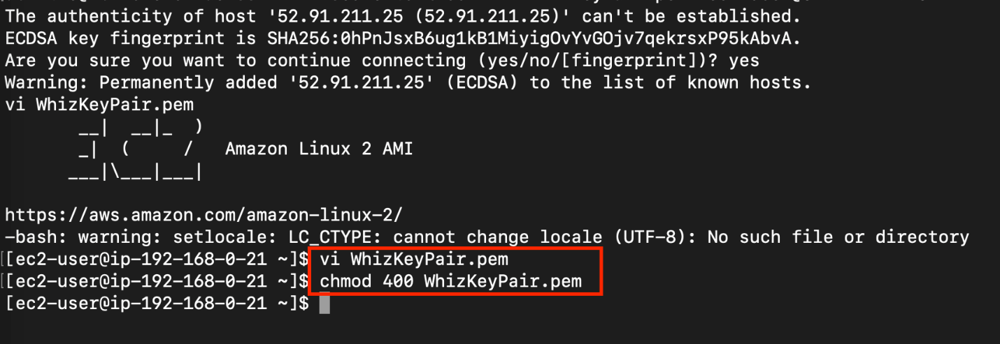 The authenticity of host '52.91.211.25 (52.91.211.25)' can't be established.
ECDSA key fingerprint is SHA256:0hPnJsxB6ug1kB1MiyigOvYvGOjv7qekrsxP95kAbvA.
Are you sure you want to continue connecting (yes/no/[fingerprint])? yes
Warning: Permanently added '52.91.211.25' (ECDSA) to the list of known hosts.
vi WhizKeyPair.pem
       __|  __|_  )
       _|  (     /   Amazon Linux 2 AMI
      ___|\___|___|
https://aws.amazon.com/amazon-linux-2/
-bash: warning: setlocale: LC_CTYPE: cannot change locale (UTF-8): No such file or directory
[[ec2-user@ip-192-168-0-21 ~]$ vi WhizKeyPair.pem
[[ec2-user@ip-192-168-0-21 ~]$ chmod 400 WhizKeyPair.pem
[ec2-user@ip-192-168-0-21 ~]$